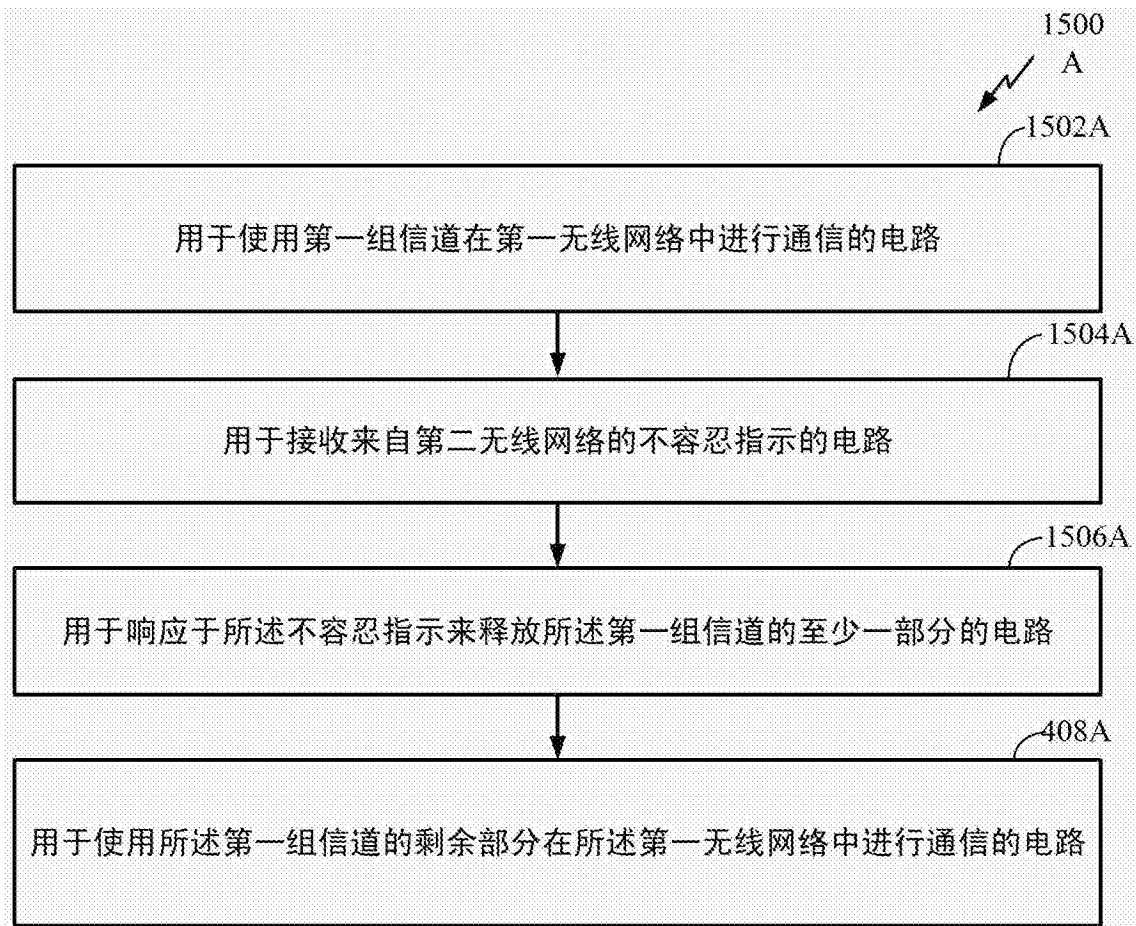 1500
A
1502A
用于使用第一组信道在第一无线网络中进行通信的电路
1504A
用于接收来自第二无线网络的不容忍指示的电路
1506A
用于响应于所述不容忍指示来释放所述第一组信道的至少一部分的电路
408A
用于使用所述第一组信道的剩余部分在所述第一无线网络中进行通信的电路